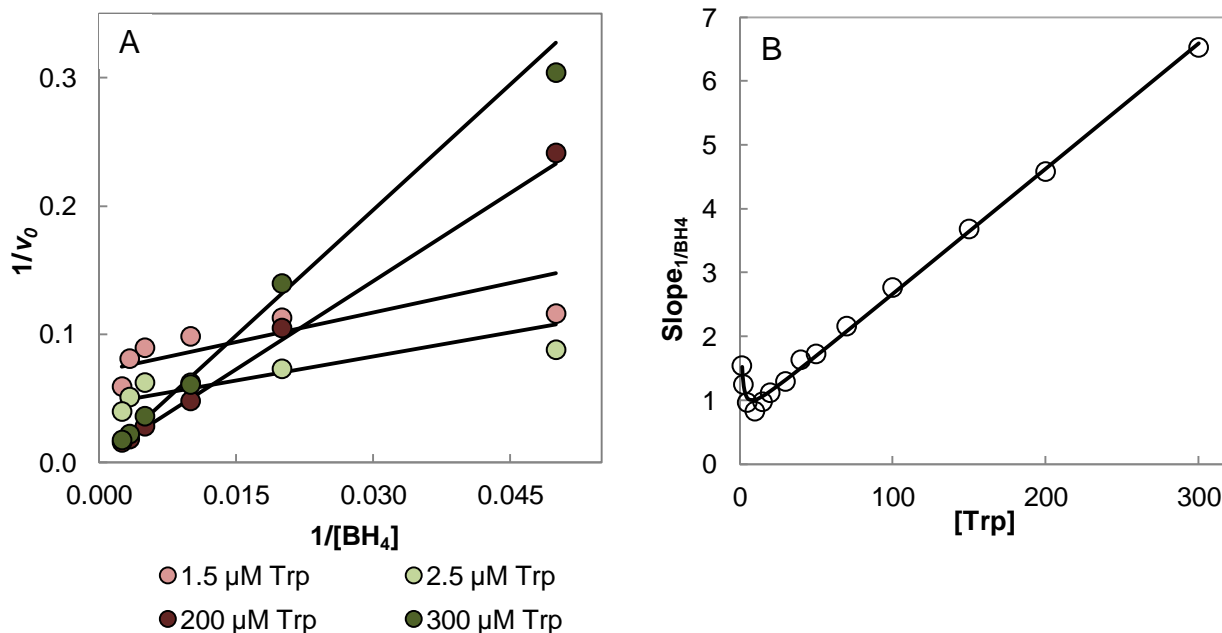 A
0.3
0.2
0.1
0.0
1/v₀
0.000
0.015
0.030
0.045
1/[BH₄]
1.5 µM Trp
2.5 µM Trp
200 µM Trp
300 µM Trp
B
7
6
5
4
3
2
1
0
Slope₁/BH4
0
100
200
300
[Trp]